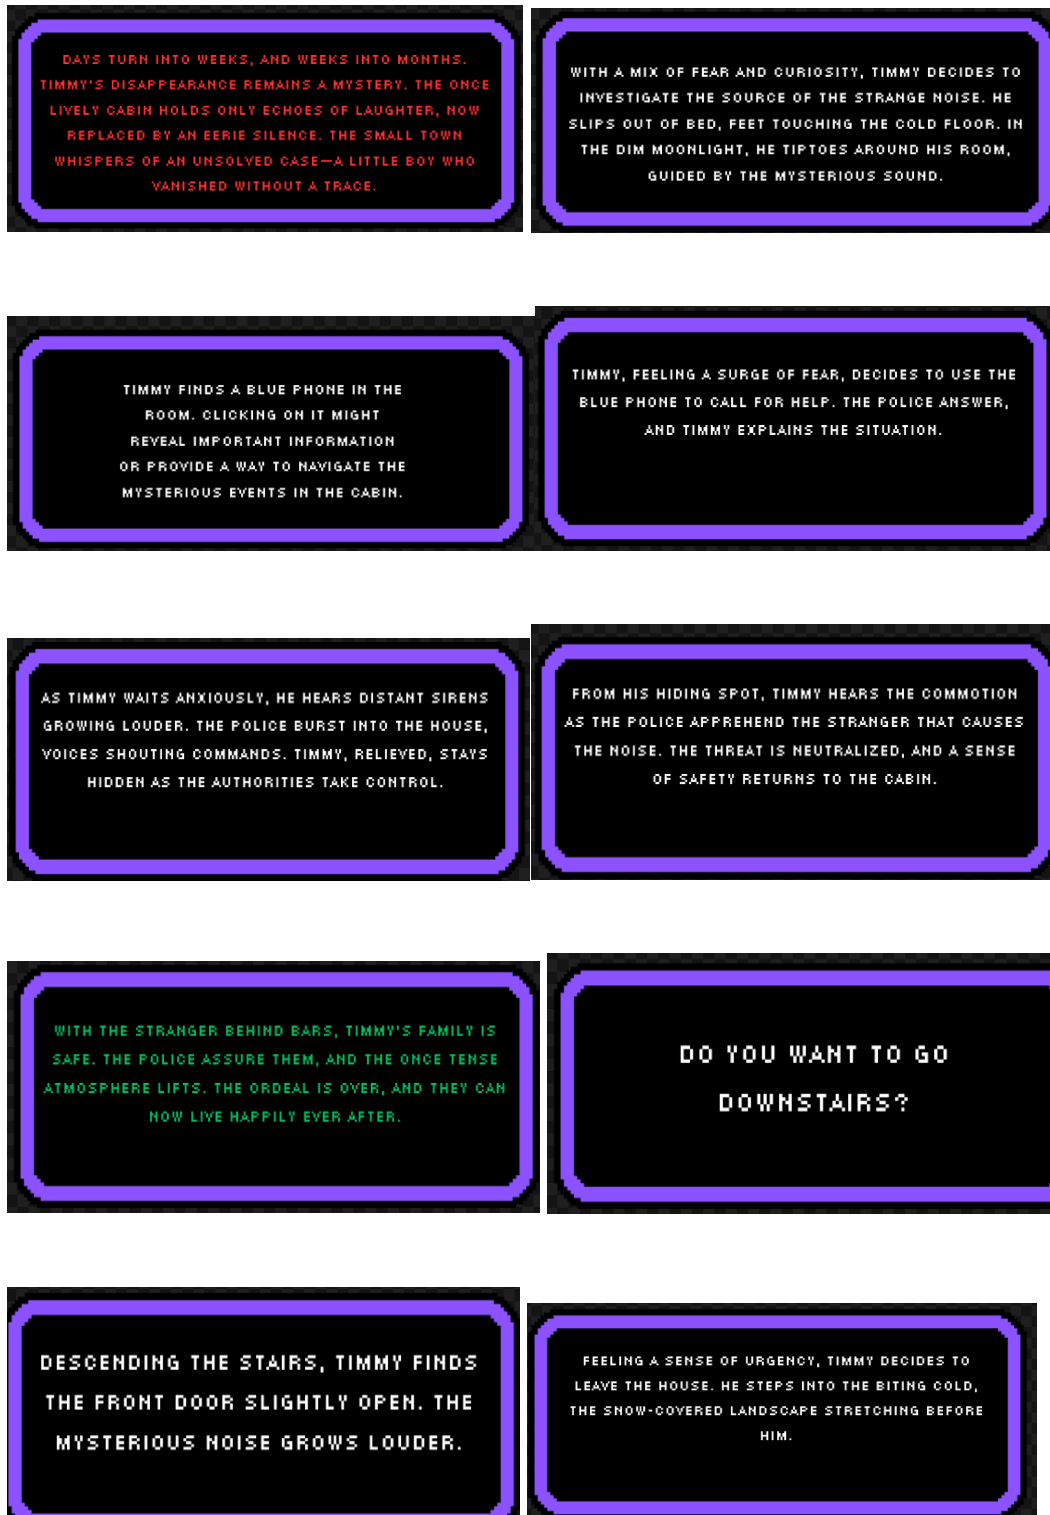 DAYS TURN INTO WEEKS, AND WEEKS INTO MONTHS.
TIMMY'S DISAPPEARANCE REMAINS A MYSTERY. THE ONCE
LIVELY CABIN HOLDS ONLY ECHOES OF LAUGHTER, NOW
REPLACED BY AN EERIE SILENCE. THE SMALL TOWN
WHISPERS OF AN UNSOLVED CASE—A LITTLE BOY WHO
VANISHED WITHOUT A TRACE.
WITH A MIX OF FEAR AND CURIOSITY, TIMMY DECIDES TO
INVESTIGATE THE SOURCE OF THE STRANGE NOISE. HE
SLIPS OUT OF BED, FEET TOUCHING THE COLD FLOOR. IN
THE DIM MOONLIGHT, HE TIPTOES AROUND HIS ROOM,
GUIDED BY THE MYSTERIOUS SOUND.
TIMMY FINDS A BLUE PHONE IN THE
ROOM. CLICKING ON IT MIGHT
REVEAL IMPORTANT INFORMATION
OR PROVIDE A WAY TO NAVIGATE THE
MYSTERIOUS EVENTS IN THE CABIN.
TIMMY, FEELING A SURGE OF FEAR, DECIDES TO USE THE
BLUE PHONE TO CALL FOR HELP. THE POLICE ANSWER,
AND TIMMY EXPLAINS THE SITUATION.
AS TIMMY WAITS ANXIOUSLY, HE HEARS DISTANT SIRENS
GROWING LOUDER. THE POLICE BURST INTO THE HOUSE,
VOICES SHOUTING COMMANDS. TIMMY, RELIEVED, STAYS
HIDDEN AS THE AUTHORITIES TAKE CONTROL.
FROM HIS HIDING SPOT, TIMMY HEARS THE COMMOTION
AS THE POLICE APPREHEND THE STRANGER THAT CAUSES
THE NOISE. THE THREAT IS NEUTRALIZED, AND A SENSE
OF SAFETY RETURNS TO THE CABIN.
WITH THE STRANGER BEHIND BARS, TIMMY'S FAMILY IS
SAFE. THE POLICE ASSURE THEM, AND THE ONCE TENSE
ATMOSPHERE LIFTS. THE ORDEAL IS OVER, AND THEY CAN
NOW LIVE HAPPILY EVER AFTER.
DO YOU WANT TO GO
DOWNSTAIRS?
DESCENDING THE STAIRS, TIMMY FINDS
THE FRONT DOOR SLIGHTLY OPEN. THE
MYSTERIOUS NOISE GROWS LOUDER.
FEELING A SENSE OF URGENCY, TIMMY DECIDES TO
LEAVE THE HOUSE. HE STEPS INTO THE BITING COLD,
THE SNOW-COVERED LANDSCAPE STRETCHING BEFORE
HIM.